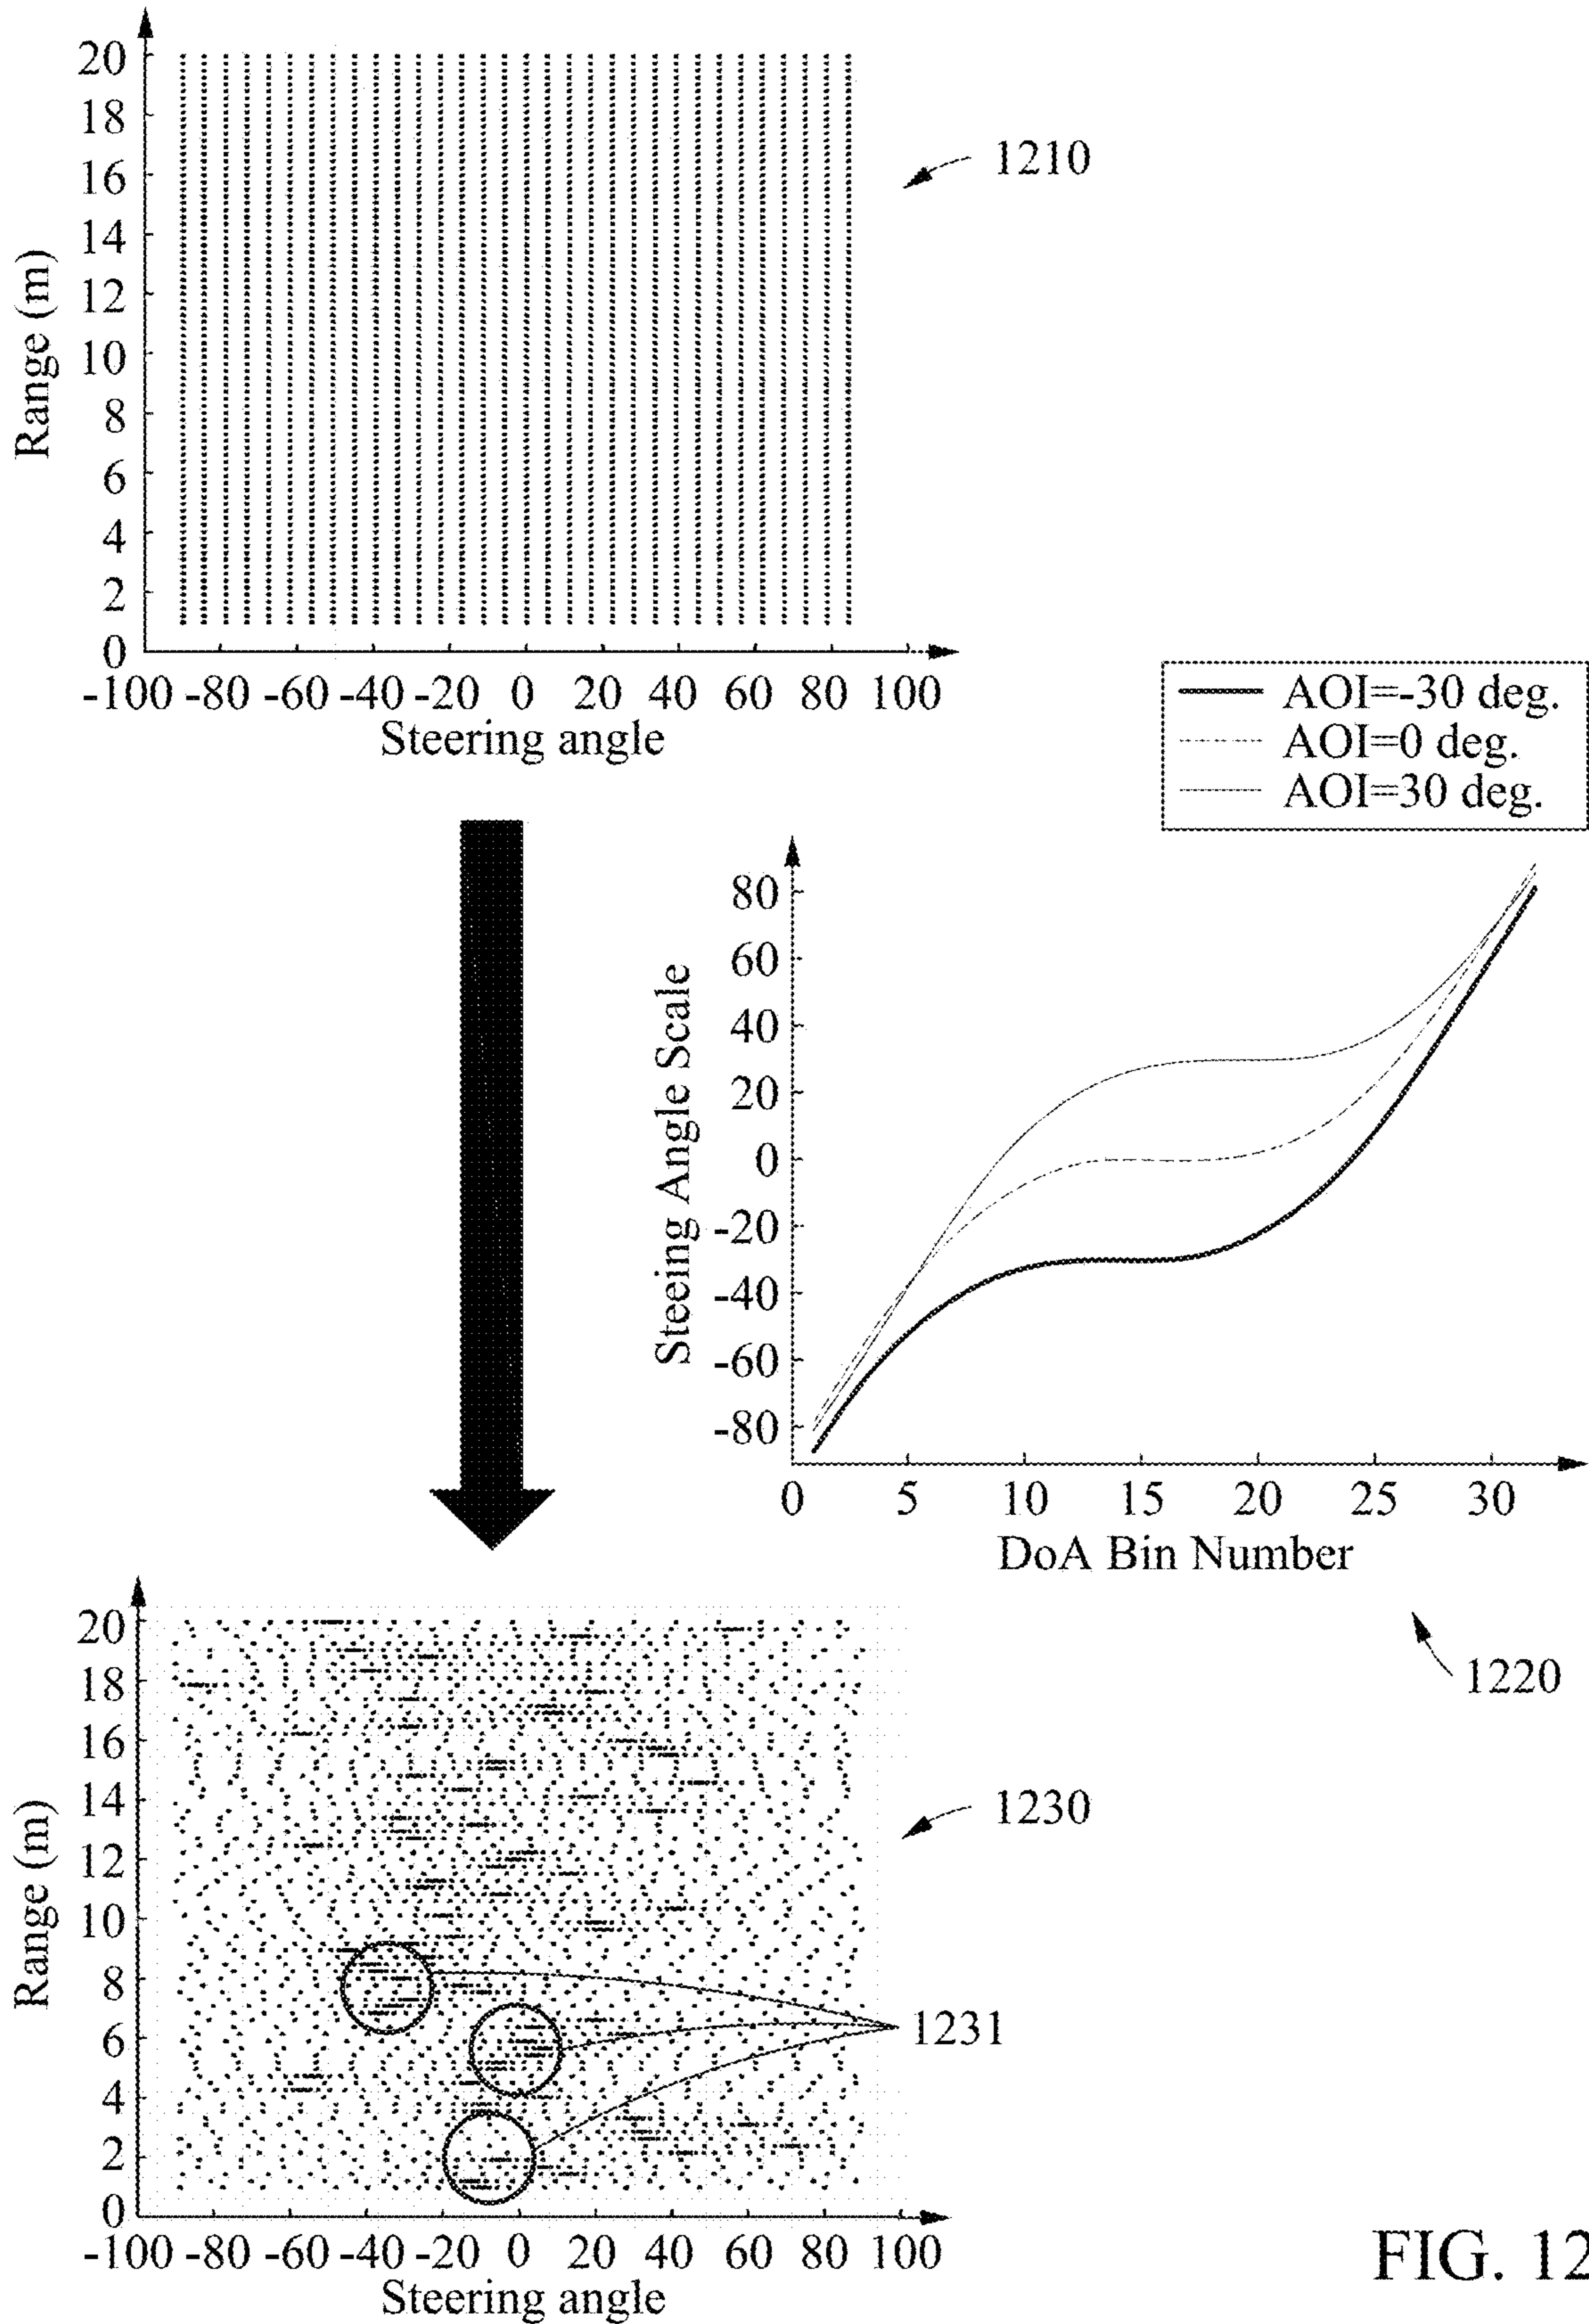 20
18
16
14
12
10
8
6
4
2
0
Range (m)
-100 -80 -60 -40 -20 0 20 40 60 80 100
Steering angle
1210
AOI=-30 deg.
AOI=0 deg.
AOI=30 deg.
80
60
40
20
0
-20
-40
-60
-80
Steeing Angle Scale
0 5 10 15 20 25 30
DoA Bin Number
1220
20
18
16
14
12
10
8
6
4
2
0
Range (m)
-100 -80 -60 -40 -20 0 20 40 60 80 100
Steering angle
1230
1231
FIG. 12